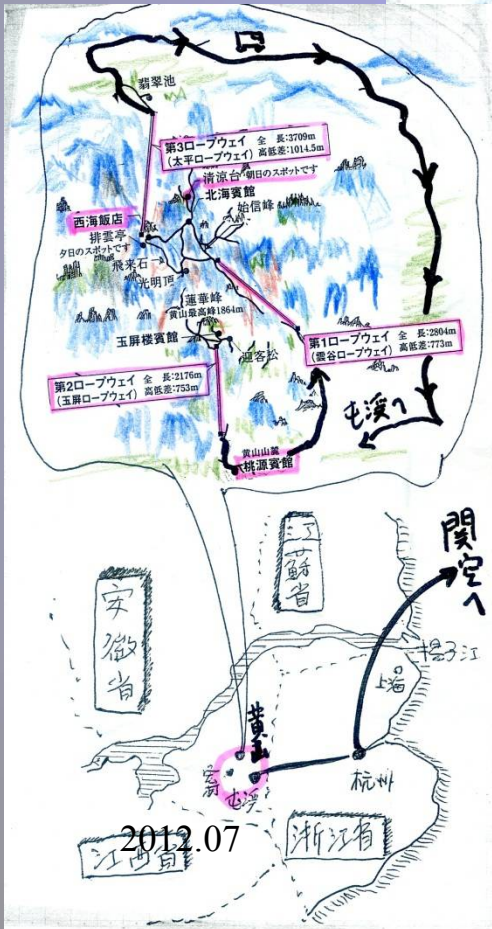 翡翠池
第3ロープウェイ 全 長:3709m
(太平ロープウェイ) 高低差:1014.5m
清涼台 朝日のスポットです
北海賓館
西海飯店
始信峰
排雲亭
夕日のスポットです
飛来石
光明頂
蓮華峰
黄山最高峰1864m
玉屏楼賓館
迎客松
第1ロープウェイ 全 長:2804m
(雲谷ロープウェイ) 高低差:773m
第2ロープウェイ 全 長:2176m
(玉屏ロープウェイ) 高低差:753m
屯渓へ
黄山山麓
桃源賓館
江蘇省
関空へ
安徽省
揚子江
上海
黄山
屯渓
杭州
2012.07
江西省
浙江省